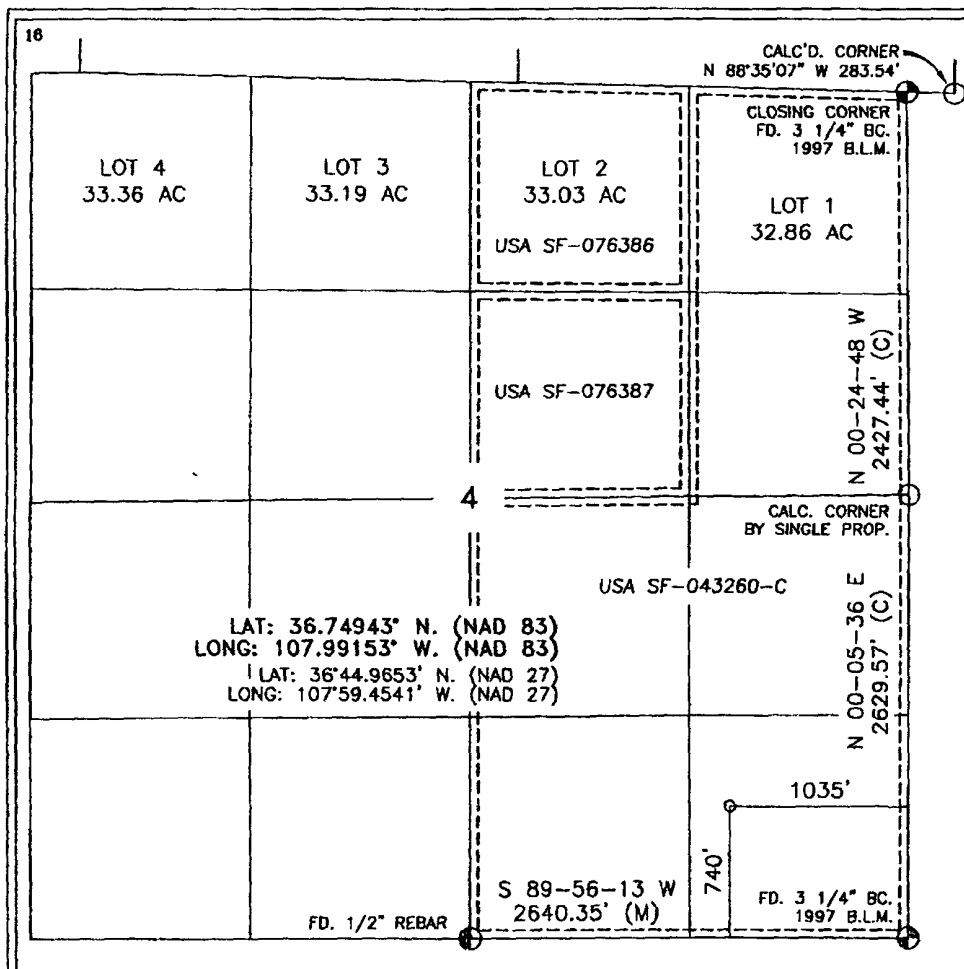 16
CALC'D. CORNER
N 88°35'07" W 283.54'
CLOSING CORNER
FD. 3 1/4" BC.
1997 B.L.M.
LOT 4
33.36 AC
LOT 3
33.19 AC
LOT 2
33.03 AC
LOT 1
32.86 AC
USA SF-076386
USA SF-076387
N 00-24-48 W
2427.44' (C)
4
CALC. CORNER
BY SINGLE PROP.
USA SF-043260-C
LAT: 36.74943° N. (NAD 83)
LONG: 107.99153° W. (NAD 83)
LAT: 36°44.9653' N. (NAD 27)
LONG: 107°59.4541' W. (NAD 27)
N 00-05-36 E
2629.57' (C)
1035'
740'
S 89-56-13 W
2640.35' (M)
FD. 3 1/4" BC.
1997 B.L.M.
FD. 1/2" REBAR